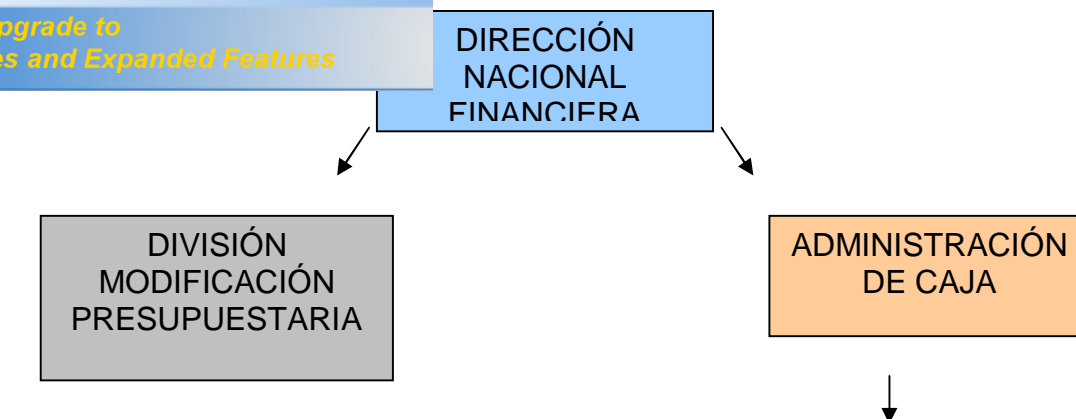 pgrade to
es and Expanded Features
DIRECCIÓN
NACIONAL
FINANCIERA
DIVISIÓN
MODIFICACIÓN
PRESUPUESTARIA
ADMINISTRACIÓN
DE CAJA